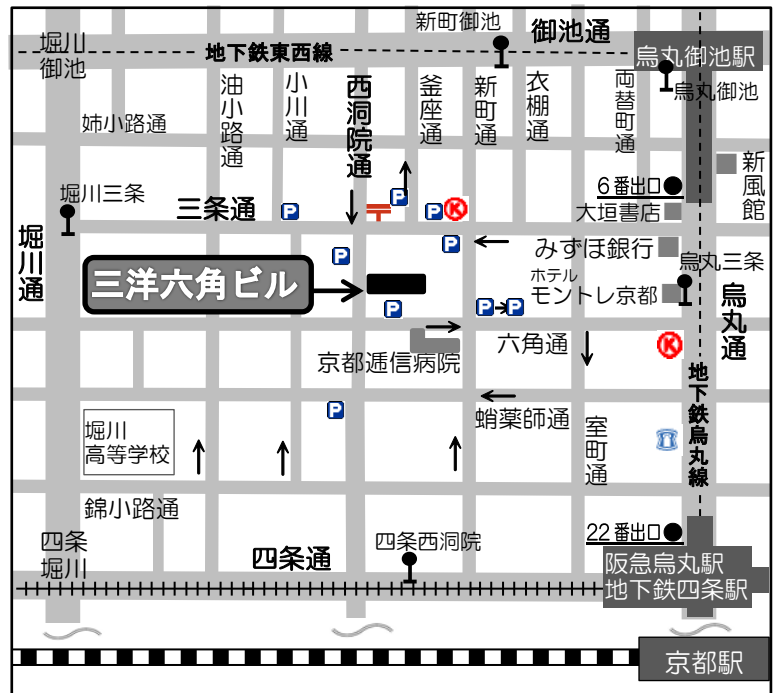 新町御池
御池通
堀川
御池
地下鉄東西線
烏丸御池駅
烏丸御池
油小路通
小川通
西洞院通
釜座通
新町通
衣棚通
両替町通
姉小路通
新風館
6番出口
堀川三条
三条通
P
P
〒
P
K
大垣書店
堀川通
P
P
みずほ銀行
烏丸三条
三洋六角ビル
ホテル
モントレ京都
烏丸通
P
P
P
六角通
K
京都逓信病院
地下鉄烏丸線
P
蛸薬師通
室町通
堀川
高等学校
錦小路通
22番出口
四条
堀川
四条通
四条西洞院
阪急烏丸駅
地下鉄四条駅
京都駅